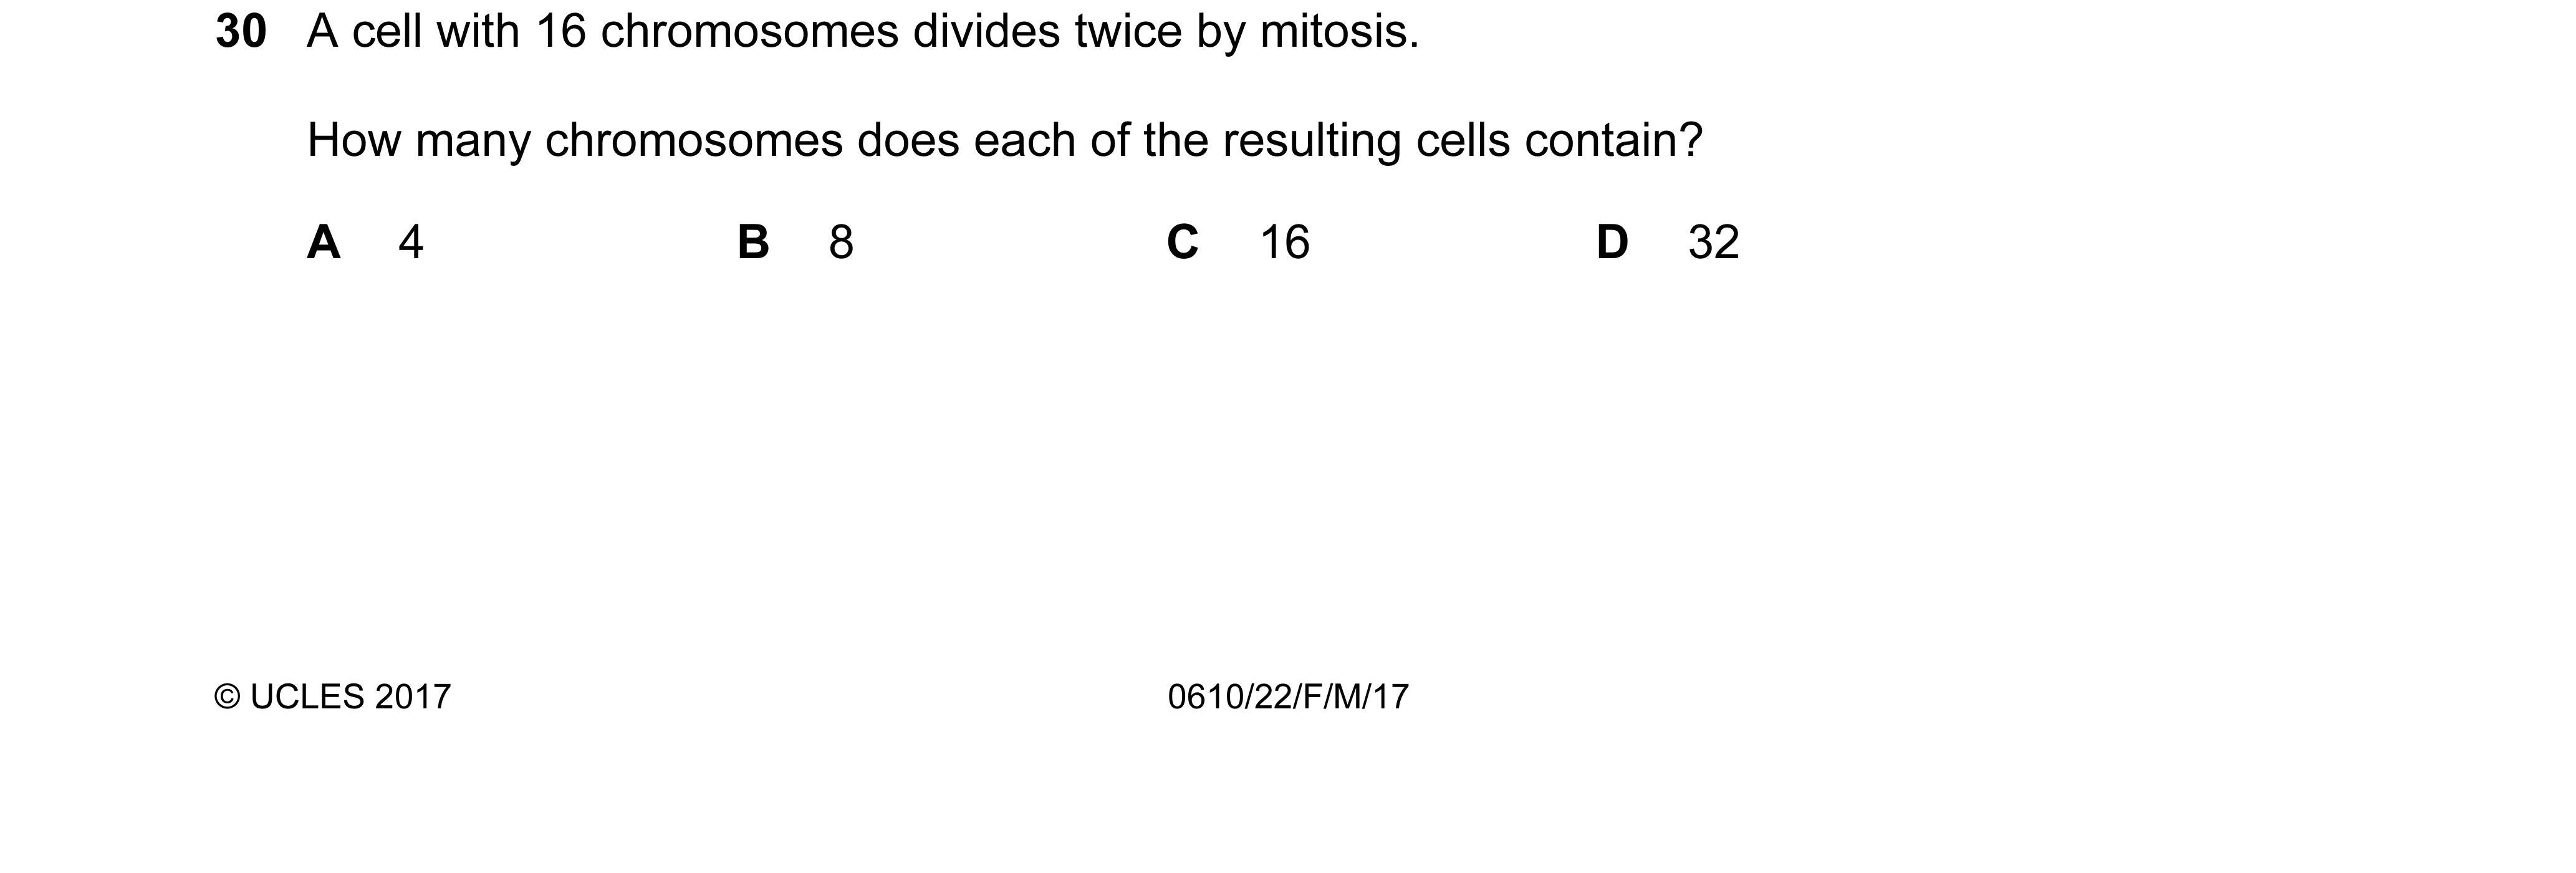 30 A cell with 16 chromosomes divides twice by mitosis.
How many chromosomes does each of the resulting cells contain?
A 4 B 8 C 16 D 32
© UCLES 2017 0610/22/F/M/17